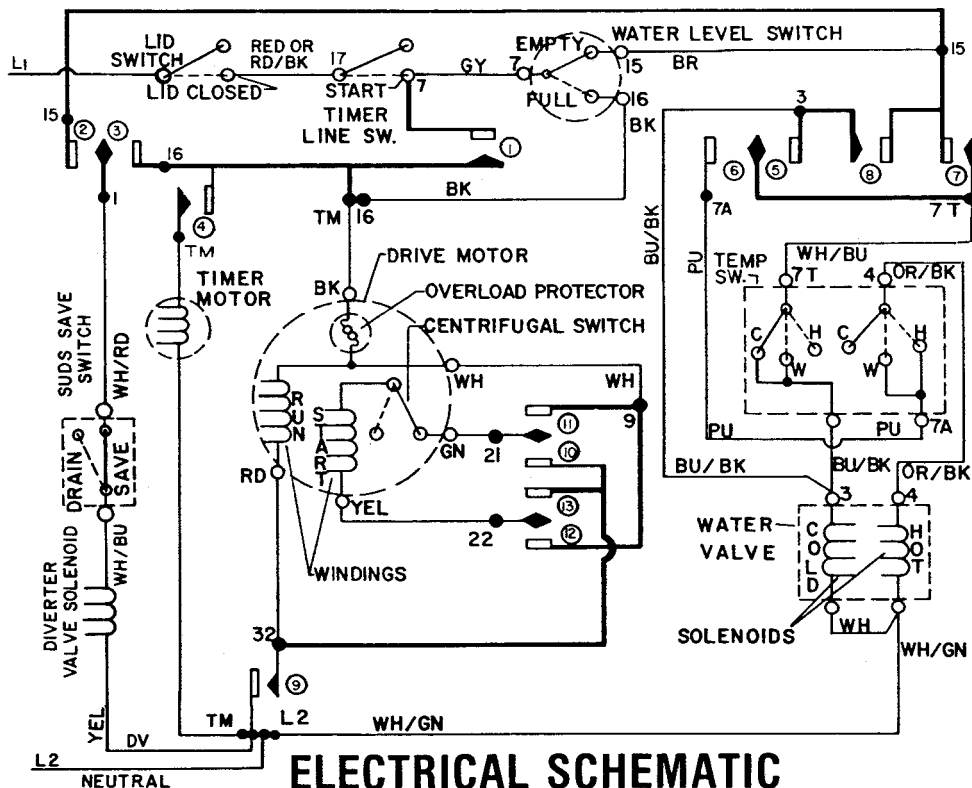 EMPTY
WATER LEVEL SWITCH
LID
SWITCH
RED OR
RD/BK
17
7
15
15
L1
GY
BR
LID CLOSED
START
7
FULL
16
3
TIMER
LINE SW.
BK
15
2
3
1
16
BK
6
5
8
7
1
TM 16
7A
7T
4
TM
BU/BK
PU
WH/BU
TEMP
SW.
7T
4
OR/BK
TIMER
MOTOR
DRIVE MOTOR
BK
OVERLOAD PROTECTOR
CENTRIFUGAL SWITCH
C
H
C
H
W
W
SUDS SAVE
SWITCH
WH/RD
WH
WH
RUN
START
9
11
GN
21
10
PU
PU
7A
DRAIN
SAVE
RD
BU/BK
BU/BK
OR/BK
YEL
13
22
12
3
4
WATER
VALVE
COLD
HOT
WH/BU
DIVERTER
VALVE SOLENOID
WINDINGS
32
SOLENOIDS
WH
WH/GN
9
YEL
TM
L2
WH/GN
DV
L2
NEUTRAL
ELECTRICAL SCHEMATIC